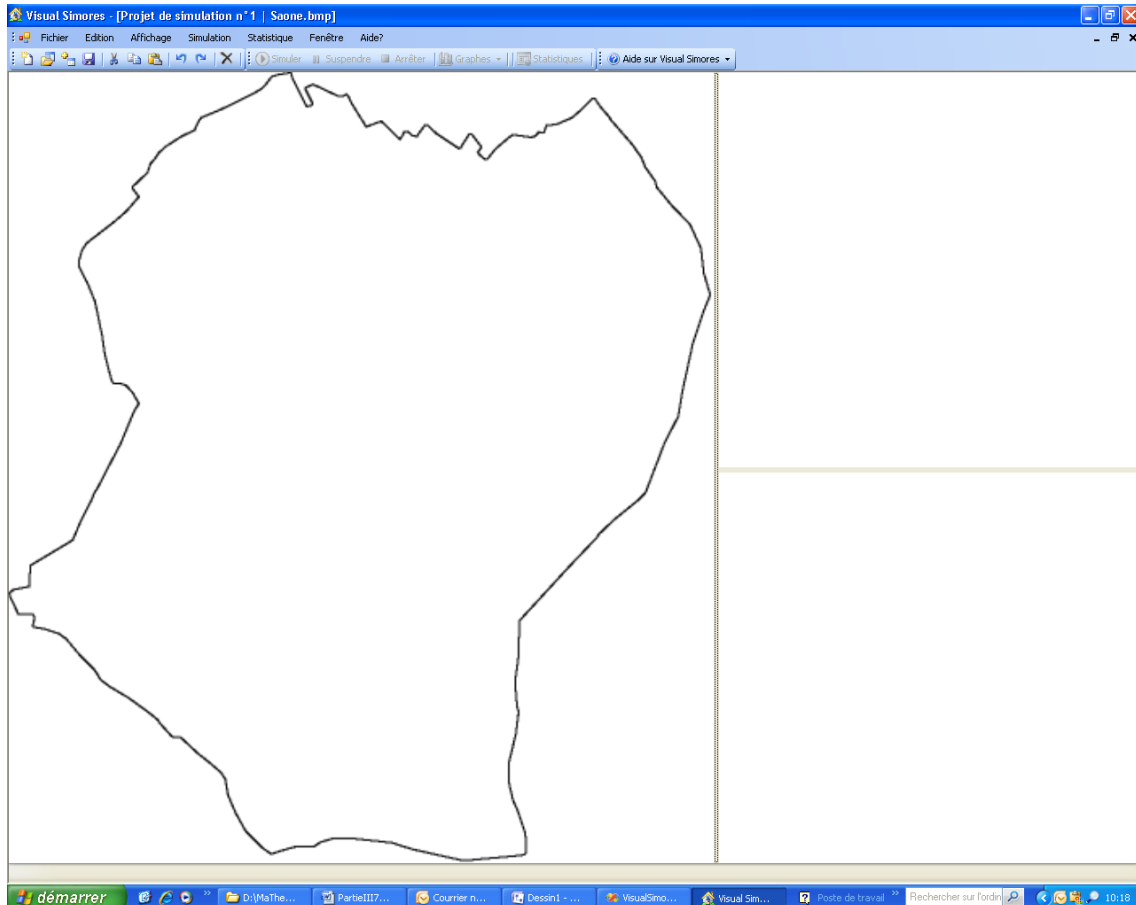 Visual Simores - [Projet de simulation n°1 | Saone.bmp]
Fichier Edition Affichage Simulation Statistique Fenêtre Aide?
Simuler Suspendre Arrêter Graphes Statistiques Aide sur Visual Simores
démarrer D:\MaThe... PartieIII7... Courrier n... Dessin1 - ... VisualSimo... Visual Sim... Poste de travail Rechercher sur l'ordin 10:18